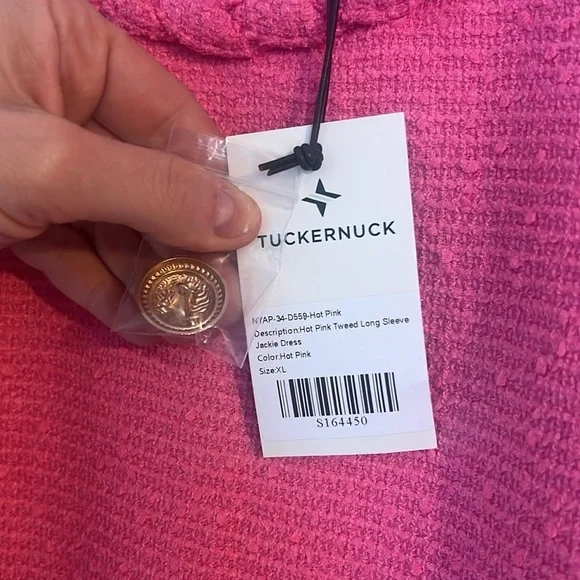 TUCKERNUCK
NYAP-34-D559-Hot Pink
Description:Hot Pink Tweed Long Sleeve
Jackie Dress
Color:Hot Pink
Size:XL
S164450